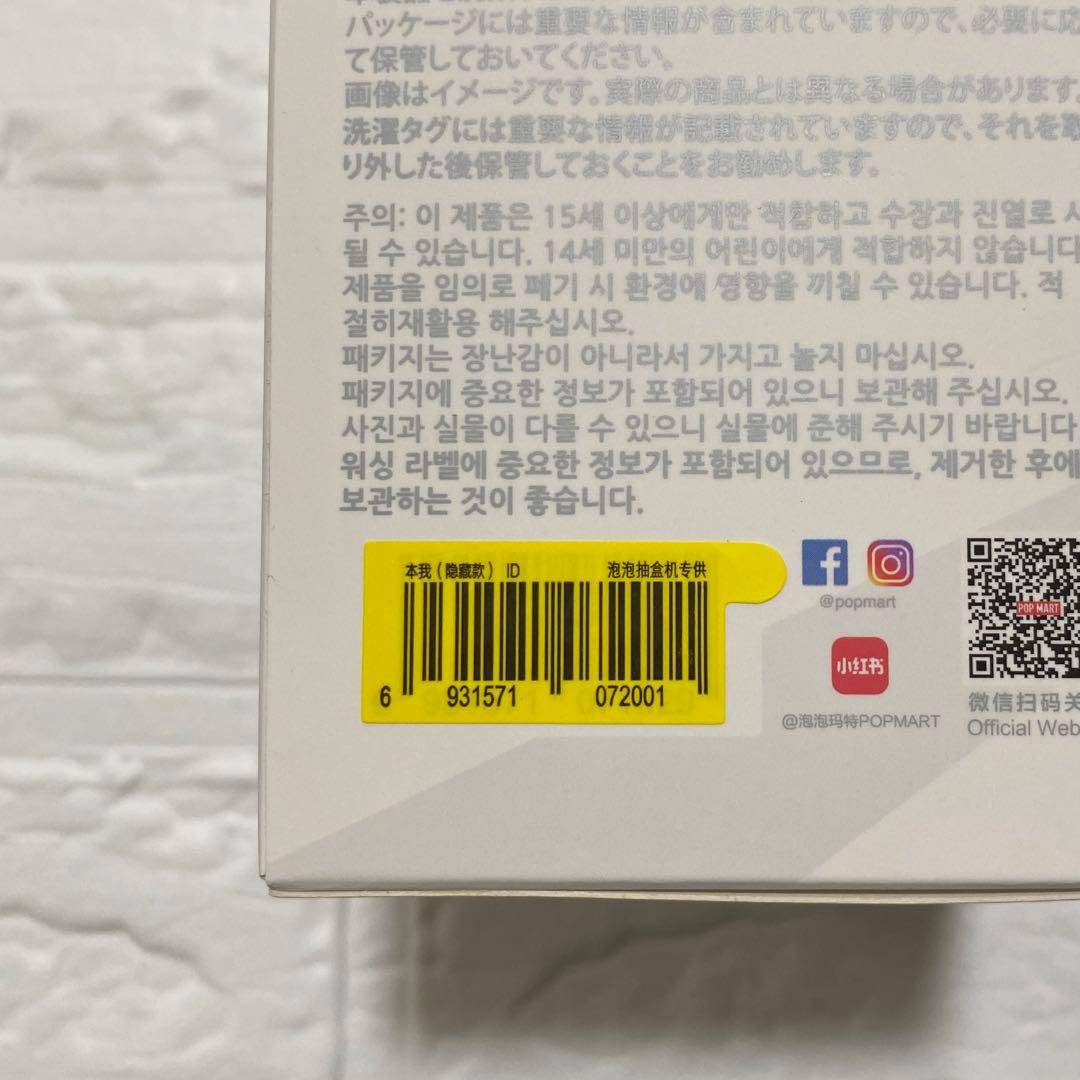 パッケージには重要な情報が含まれていますので、必要に応
て保管しておいてください。
画像はイメージです。実際の商品とは異なる場合があります。
洗濯タグには重要な情報が記載されていますので、それを取
り外した後保管しておくことをお勧めします。
주의: 이 제품은 15세 이상에게만 적합하고 수장과 진열로 사
될 수 있습니다. 14세 미만의 어린이에게 적합하지 않습니다
제품을 임의로 폐기 시 환경에 영향을 끼칠 수 있습니다. 적
절히재활용 해주십시오.
패키지는 장난감이 아니라서 가지고 놀지 마십시오.
패키지에 중요한 정보가 포함되어 있으니 보관해 주십시오.
사진과 실물이 다를 수 있으니 실물에 준해 주시기 바랍니다
워싱 라벨에 중요한 정보가 포함되어 있으므로, 제거한 후에
보관하는 것이 좋습니다.
本我（隐藏款） ID 泡泡抽盒机专供
6 931571 072001
@popmart
POP MART
小红书
@泡泡玛特POPMART
微信扫码关
Official Web